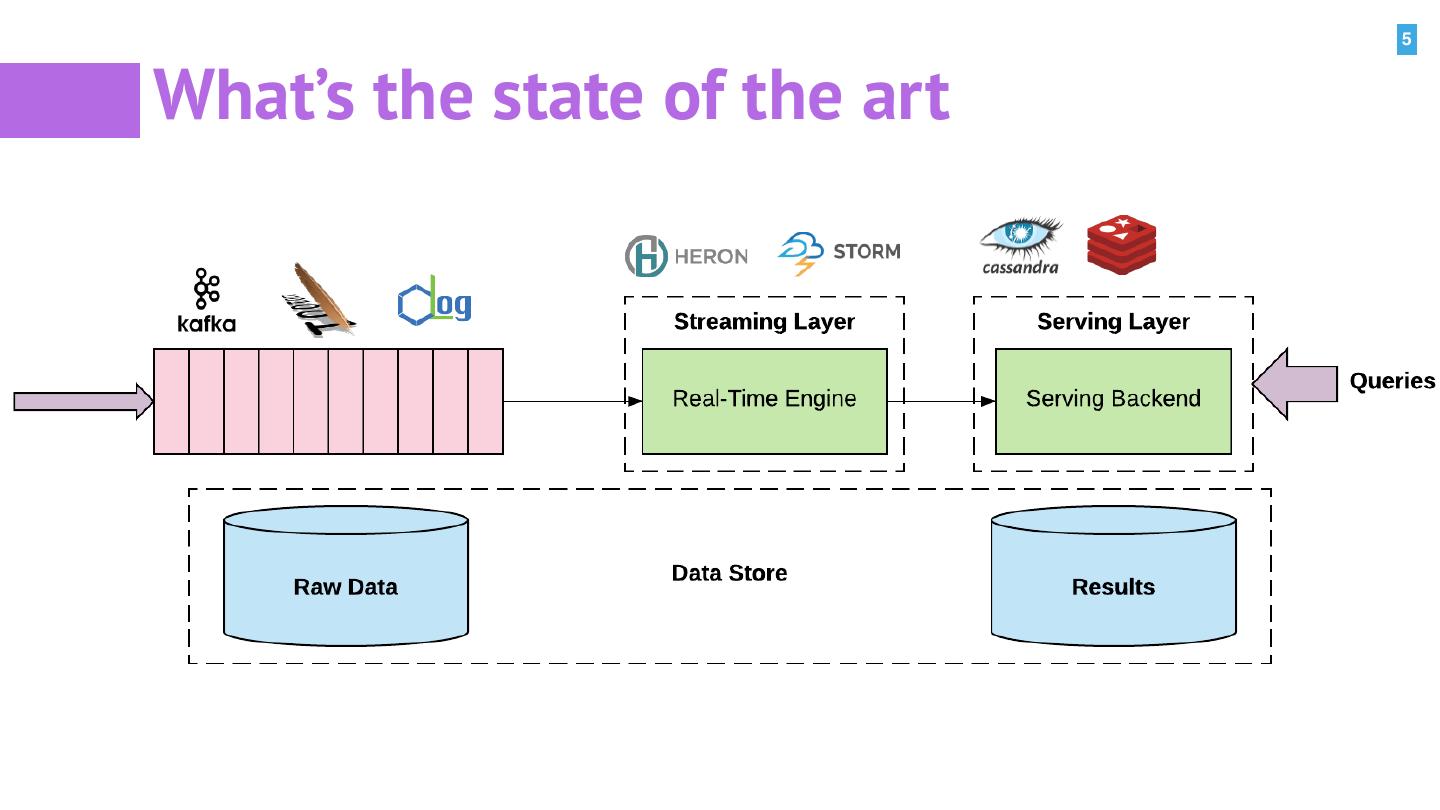 5
What's the state of the art
HERON
STORM
cassandra
kafka
Log
Streaming Layer
Serving Layer
Real-Time Engine
Serving Backend
Queries
Raw Data
Data Store
Results